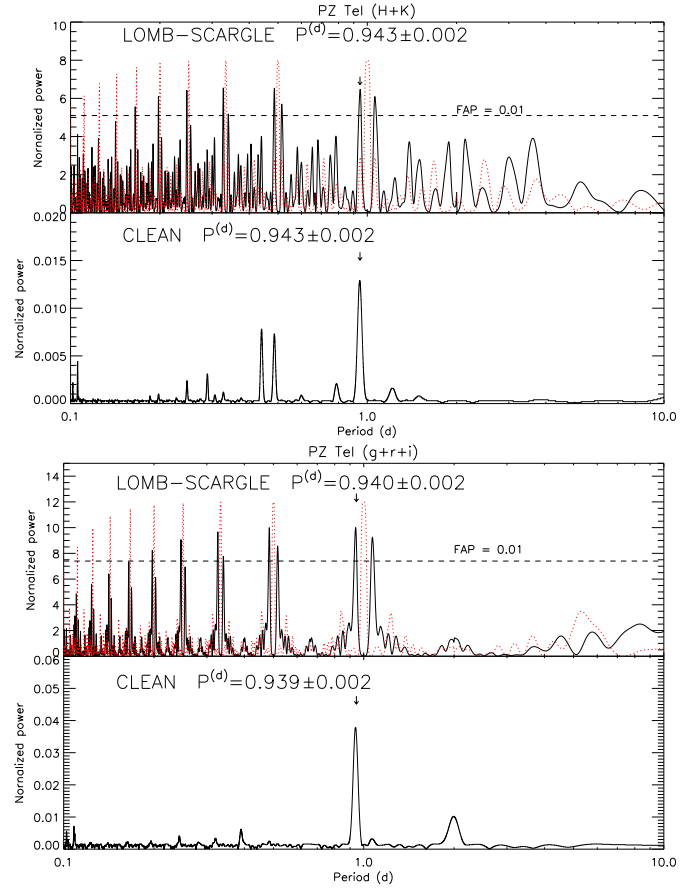 PZ Tel (H+K)
LOMB-SCARGLE P(d)=0.943±0.002
FAP = 0.01
Normalized power
10
8
6
4
2
0
CLEAN P(d)=0.943±0.002
Normalized power
0.020
0.015
0.010
0.005
0.000
0.1 1.0 10.0
Period (d)
PZ Tel (g+r+i)
LOMB-SCARGLE P(d)=0.940±0.002
FAP = 0.01
Normalized power
14
12
10
8
6
4
2
0
CLEAN P(d)=0.939±0.002
Normalized power
0.06
0.05
0.04
0.03
0.02
0.01
0.00
0.1 1.0 10.0
Period (d)